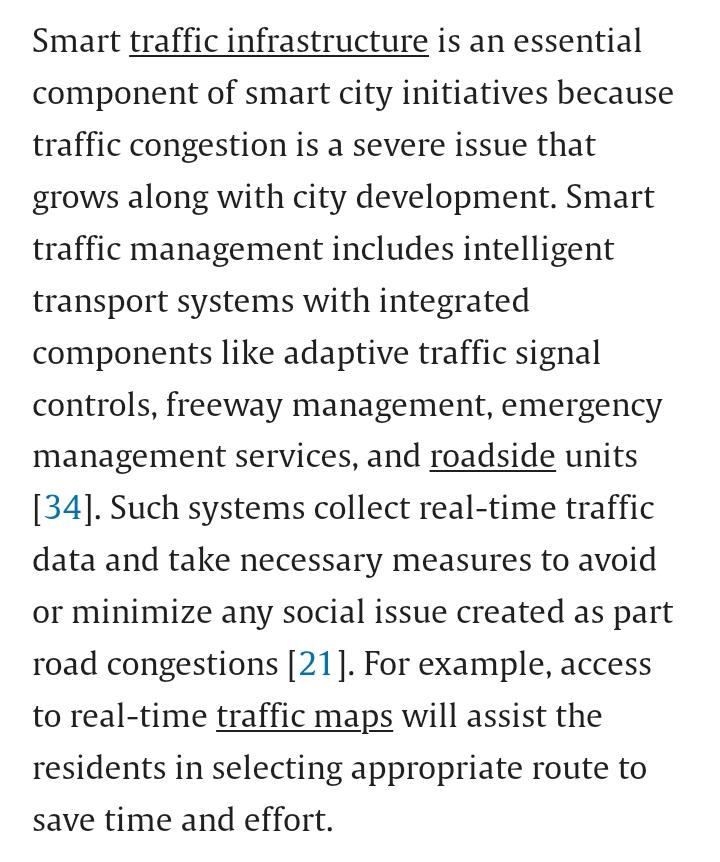 Smart traffic infrastructure is an essential
component of smart city initiatives because
traffic congestion is a severe issue that
grows along with city development. Smart
traffic management includes intelligent
transport systems with integrated
components like adaptive traffic signal
controls, freeway management, emergency
management services, and roadside units
[34]. Such systems collect real-time traffic
data and take necessary measures to avoid
or minimize any social issue created as part
road congestions [21]. For example, access
to real-time traffic maps will assist the
residents in selecting appropriate route to
save time and effort.